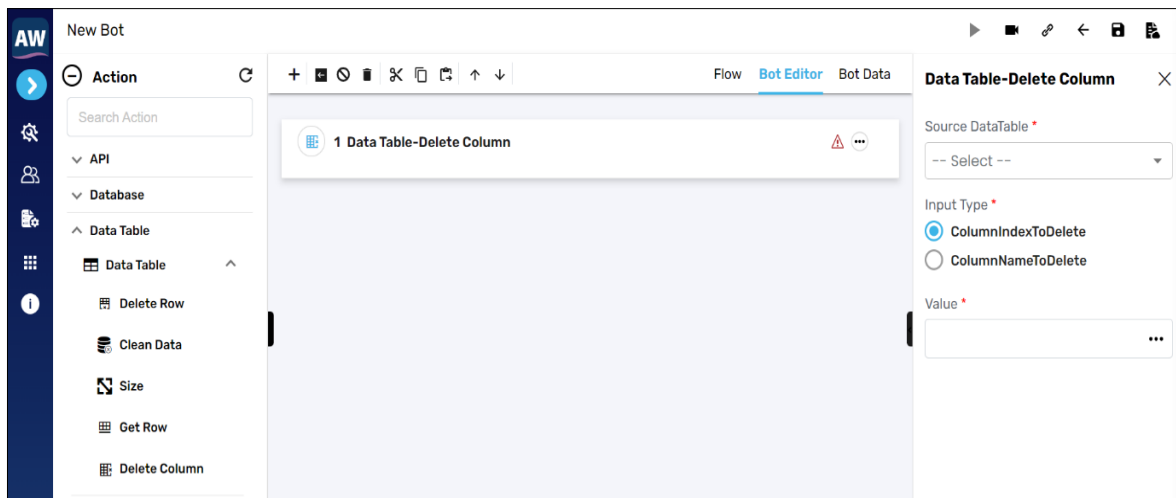 AW
New Bot
Action
Search Action
API
Database
Data Table
Data Table
Delete Row
Clean Data
Size
Get Row
Delete Column
Flow Bot Editor Bot Data
1 Data Table-Delete Column
Data Table-Delete Column
Source DataTable *
-- Select --
Input Type *
ColumnIndexToDelete
ColumnNameToDelete
Value *